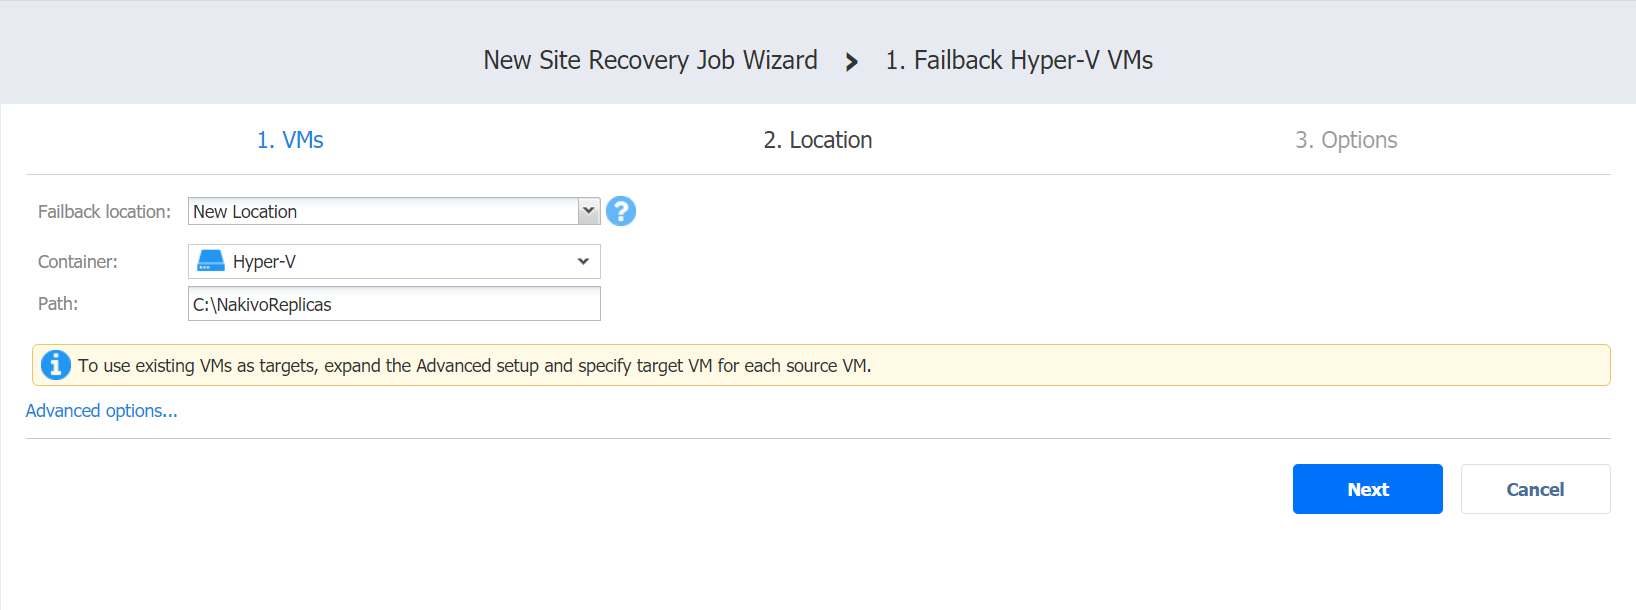 New Site Recovery Job Wizard > 1. Failback Hyper-V VMs
1. VMs 2. Location 3. Options
Failback location: New Location ?
Container: Hyper-V
Path: C:\NakivoReplicas
To use existing VMs as targets, expand the Advanced setup and specify target VM for each source VM.
Advanced options...
Next Cancel